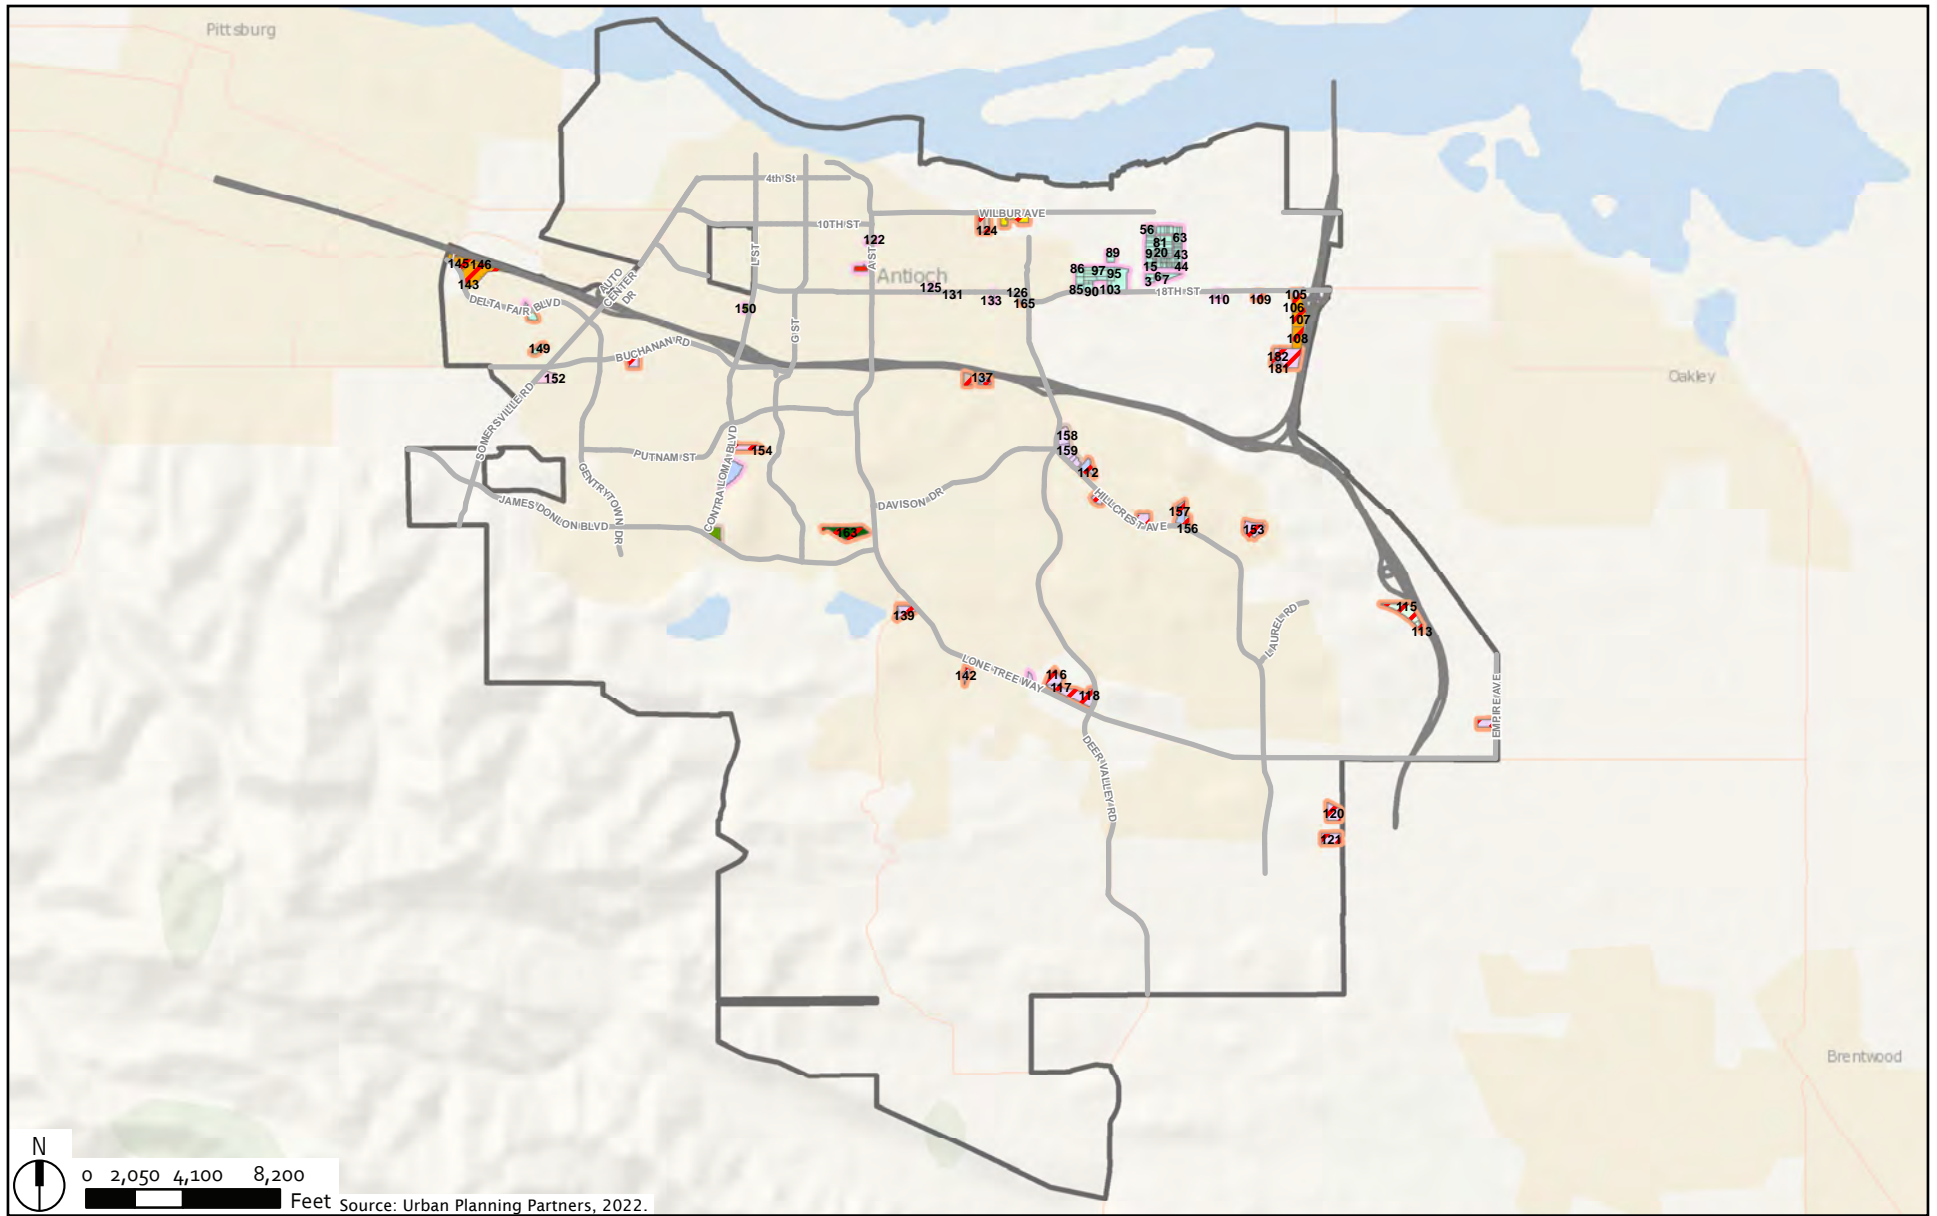 Pittsburg
4th St
WILBUR AVE
10TH ST
124
122
L ST
A ST
Antioch
56
63
81
89
9
20
43
15
44
86
97
95
67
3
85
90
103
18TH ST
110
109
105
106
107
108
182
181
145
146
143
AUTO
CENTER
DR
DELTA FAIR BLVD
125
131
133
126
165
150
G ST
149
BUCHANAN RD
152
137
Oakley
SOMERSVILLE RD
PUTNAM ST
154
CONTRA LOMA BLVD
GENTRYTOWN DR
JAMES DONLON BLVD
158
159
112
DAVISON DR
HILLCREST AVE
157
156
153
163
139
115
113
LAUREL RD
142
LONE TREE WAY
116
117
118
EMPIRE AVE
DEER VALLEY RD
120
121
Brentwood
N
0 2,050 4,100 8,200
Feet
Source: Urban Planning Partners, 2022.